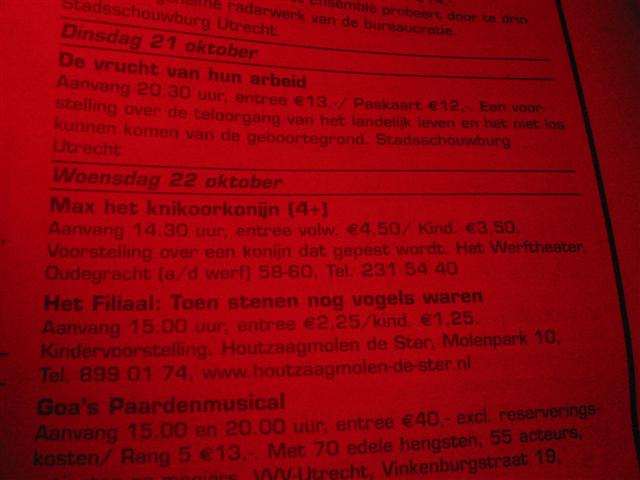 Ensemble probeert door te drin-
radarwerk van de bureaucratie.
Stadsschouwburg Utrecht.
Dinsdag 21 oktober
De vrucht van hun arbeid
Aanvang 20.30 uur, entree €13,-/ Paskaart €12,-. Een voor-
stelling over de teloorgang van het landelijk leven en het niet los
kunnen komen van de geboortegrond. Stadsschouwburg
Utrecht.
Woensdag 22 oktober
Max het knikoorkonijn (4+)
Aanvang 14.30 uur, entree volw. €4,50/ Kind. €3,50.
Voorstelling over een konijn dat gepest wordt. Het Werftheater,
Oudegracht (a/d werf) 58-60, Tel. 231 54 40
Het Filiaal: Toen stenen nog vogels waren
Aanvang 15.00 uur, entree €2,25/kind. €1,25.
Kindervoorstelling. Houtzaagmolen de Ster, Molenpark 10,
Tel. 899 01 74, www.houtzaagmolen-de-ster.nl
Goa's Paardenmusical
Aanvang 15.00 en 20.00 uur, entree €40,- excl. reserverings-
kosten/ Rang 5 €13,-. Met 70 edele hengsten, 55 acteurs,
VVV-Utrecht, Vinkenburgstraat 19,